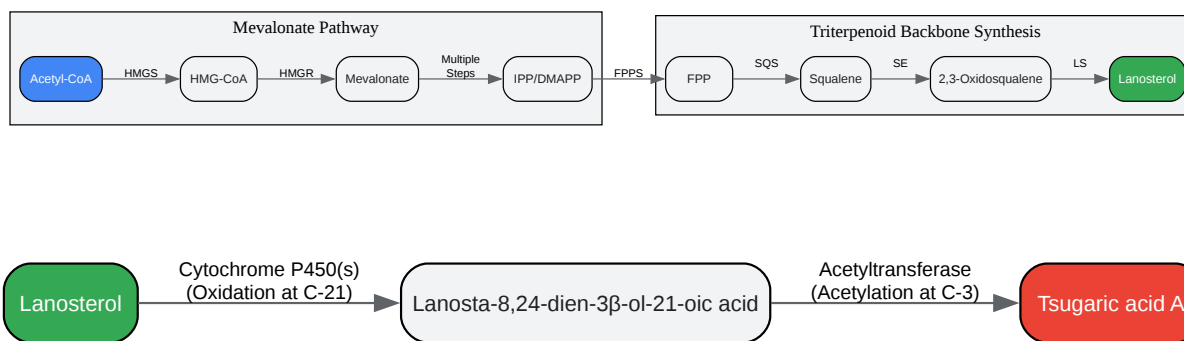 Mevalonate Pathway
Triterpenoid Backbone Synthesis
Acetyl-CoA
HMGS
HMG-CoA
HMGR
Mevalonate
Multiple
Steps
IPP/DMAPP
FPPS
FPP
SQS
Squalene
SE
2,3-Oxidosqualene
LS
Lanosterol
Lanosterol
Cytochrome P450(s)
(Oxidation at C-21)
Lanosta-8,24-dien-3β-ol-21-oic acid
Acetyltransferase
(Acetylation at C-3)
Tsugaric acid A